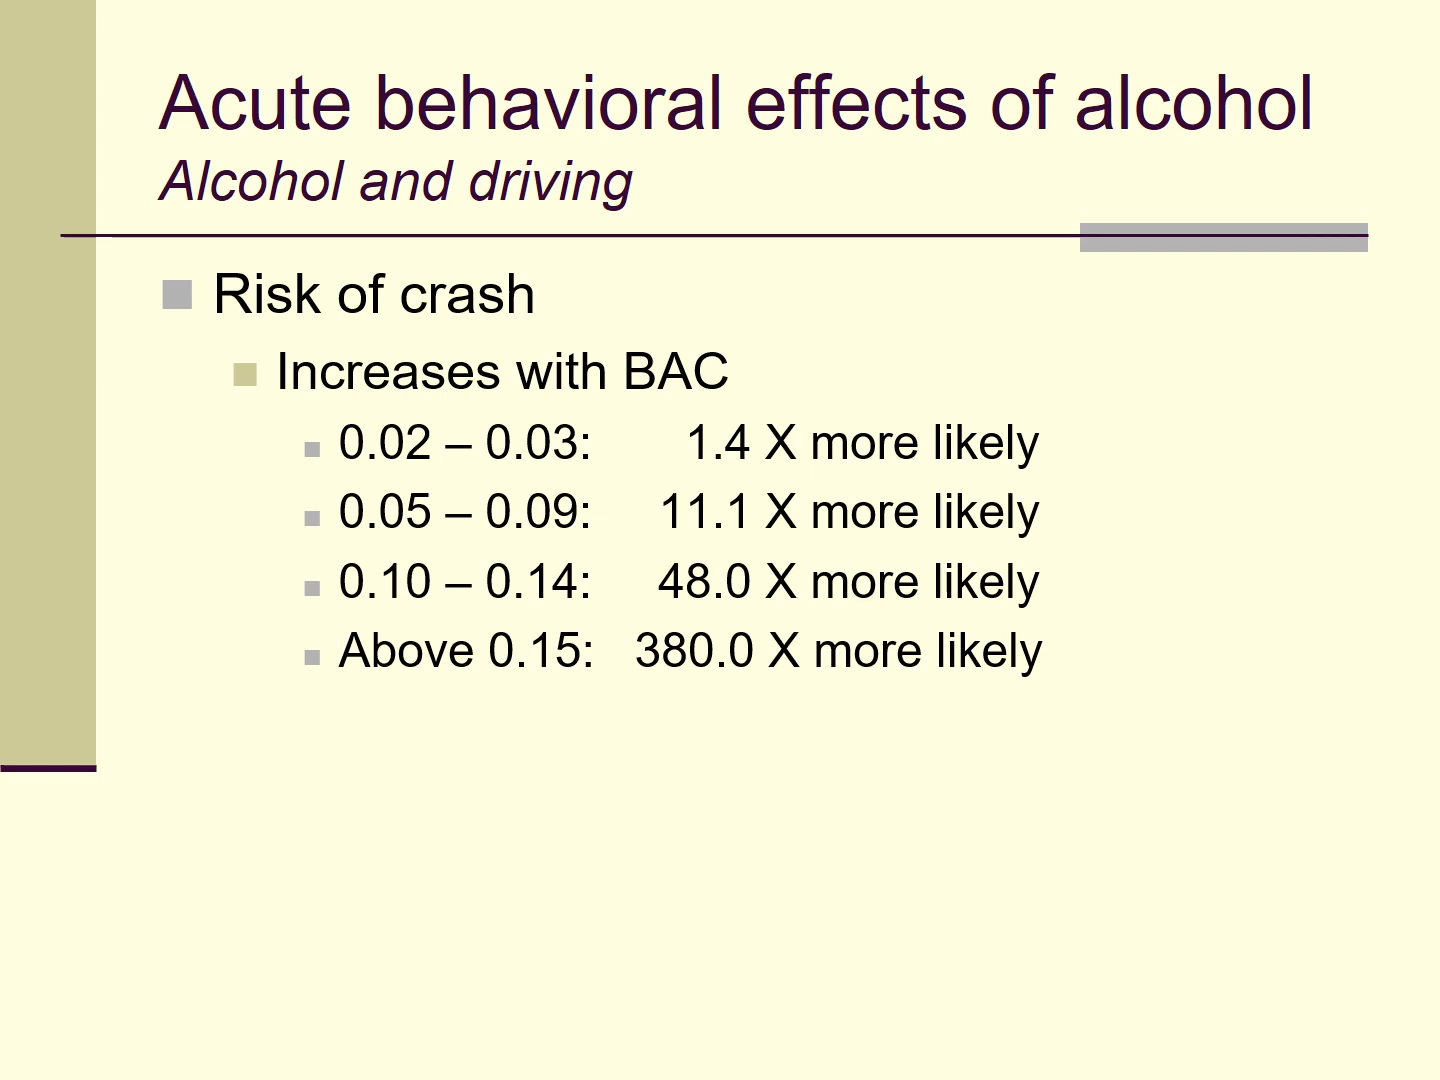 Acute behavioral effects of alcohol
Alcohol and driving
Risk of crash
Increases with BAC
0.02 – 0.03: 1.4 X more likely
0.05 – 0.09: 11.1 X more likely
0.10 – 0.14: 48.0 X more likely
Above 0.15: 380.0 X more likely